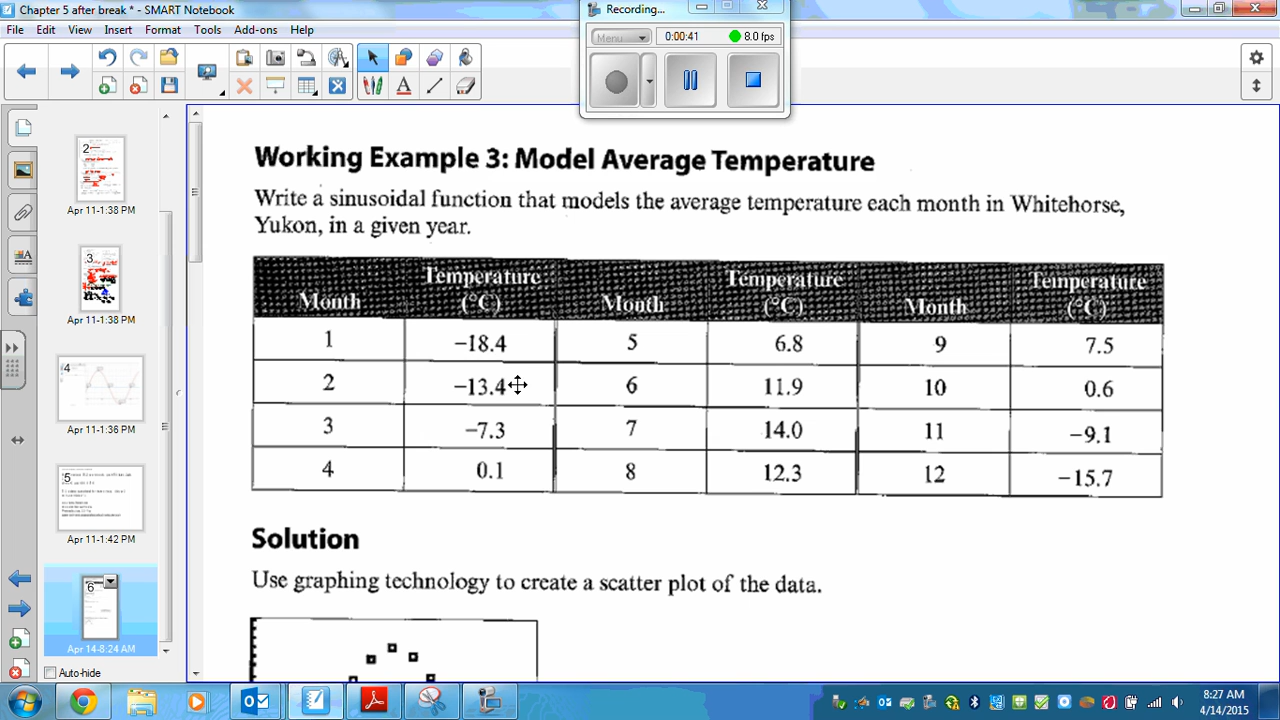 Chapter 5 after break * - SMART Notebook
Recording...
File Edit View Insert Format Tools Add-ons Help
Menu 0:00:41 8.0 fps
2
Apr 11-1:38 PM
3
Apr 11-1:38 PM
4
Apr 11-1:36 PM
5
Apr 11-1:42 PM
6
Apr 14-8:24 AM
Auto-hide
Working Example 3: Model Average Temperature
Write a sinusoidal function that models the average temperature each month in Whitehorse,
Yukon, in a given year.
Month Temperature (°C) Month Temperature (°C) Month Temperature (°C)
1 −18.4 5 6.8 9 7.5
2 −13.4 6 11.9 10 0.6
3 −7.3 7 14.0 11 −9.1
4 0.1 8 12.3 12 −15.7
Solution
Use graphing technology to create a scatter plot of the data.
8:27 AM
4/14/2015